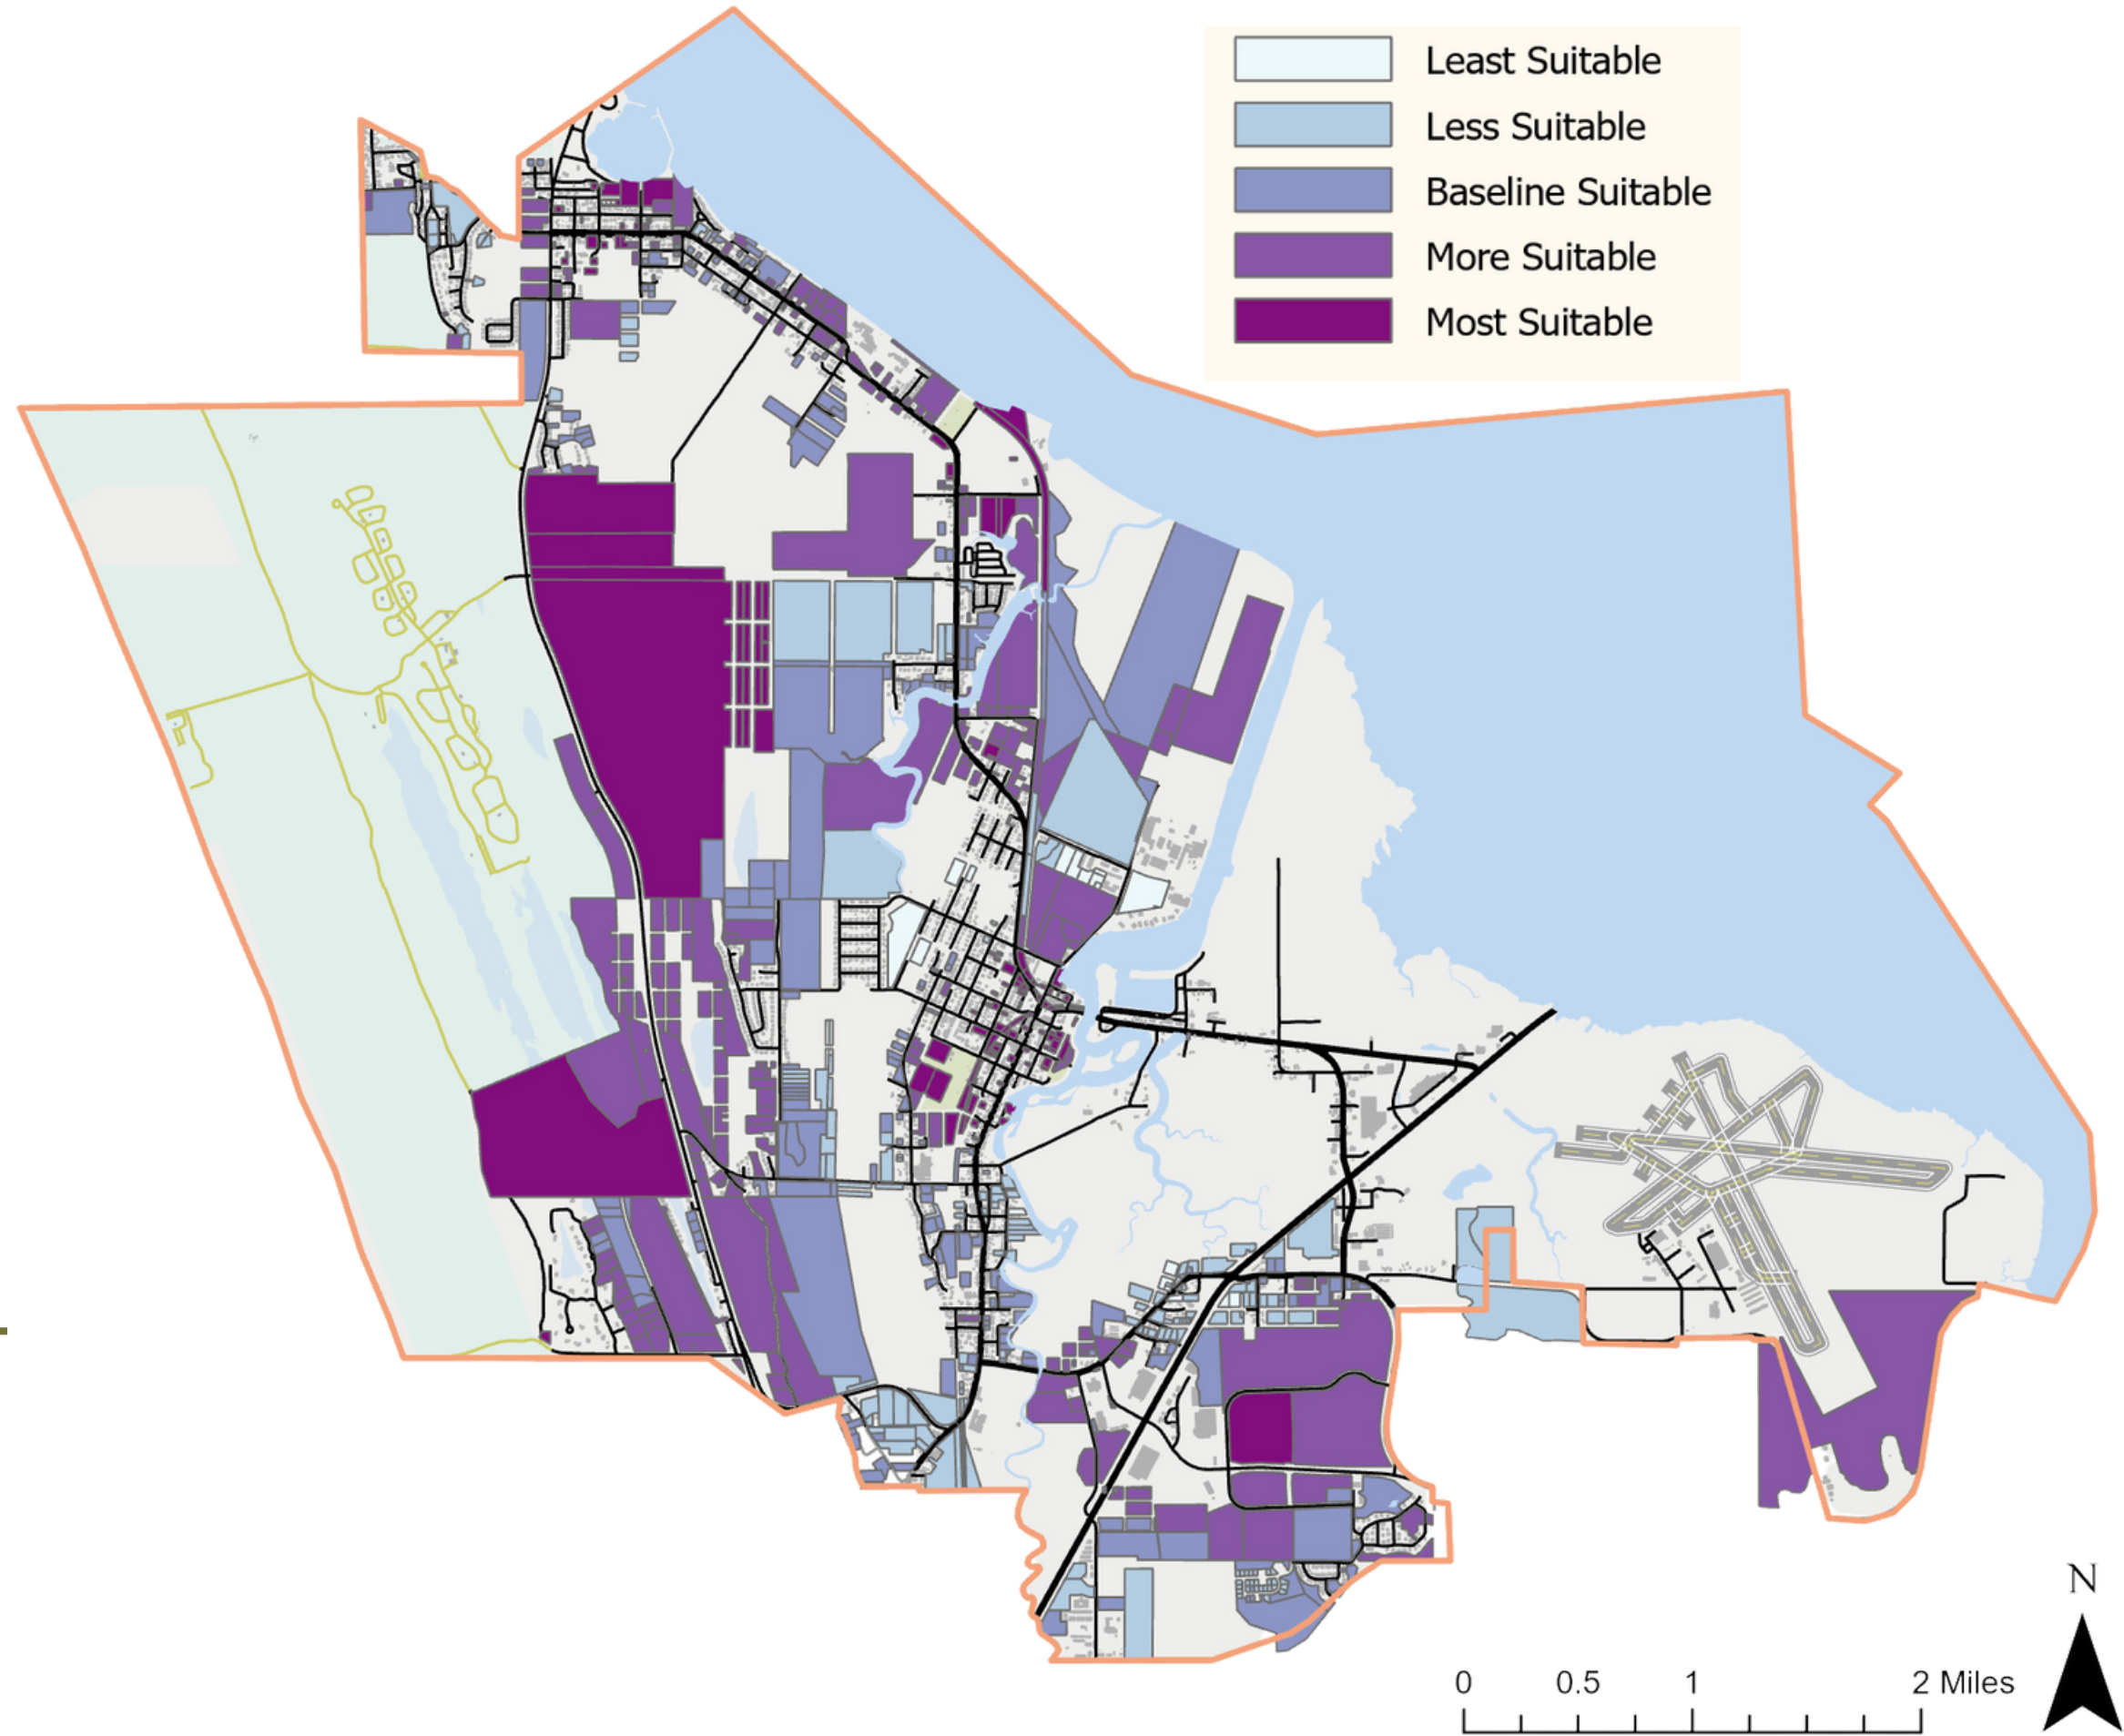 Least Suitable
Less Suitable
Baseline Suitable
More Suitable
Most Suitable
N
0 0.5 1 2 Miles